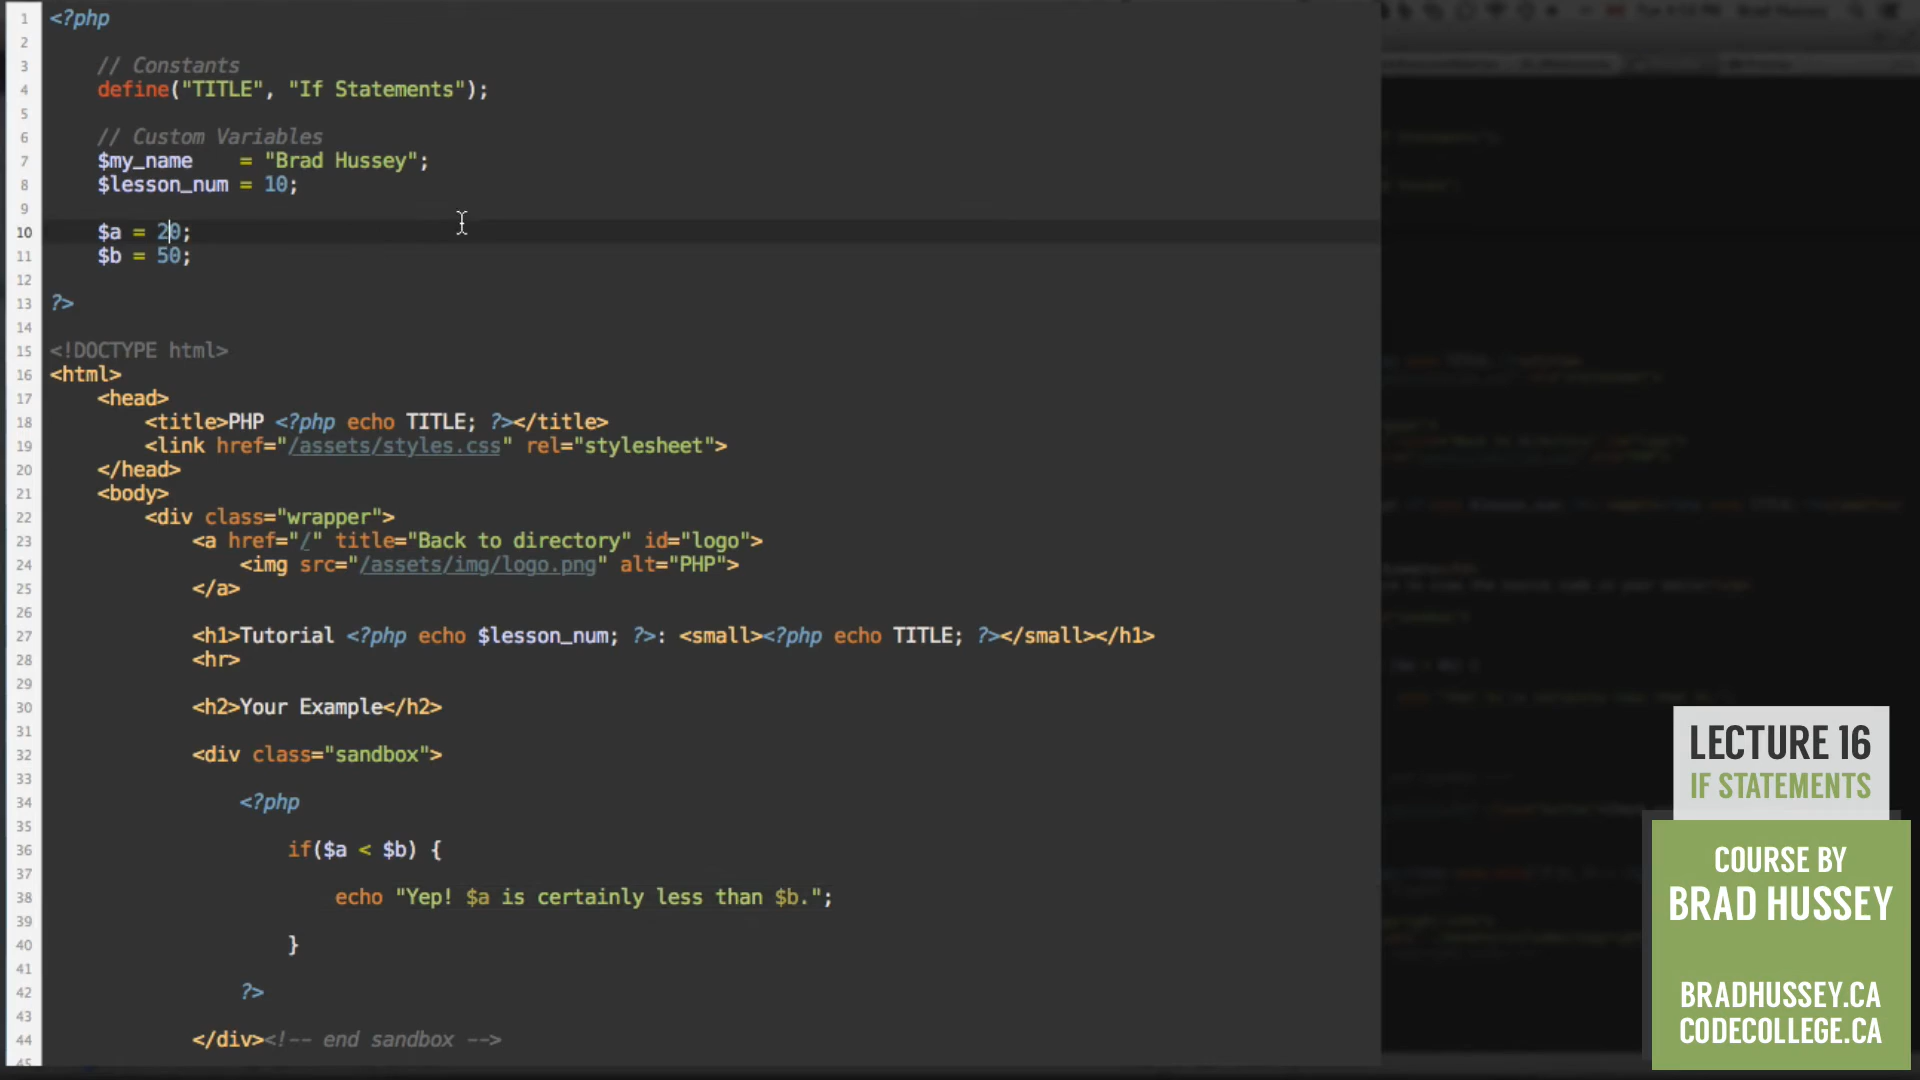 1 <?php
2
3 // Constants
4 define("TITLE", "If Statements");
5
6 // Custom Variables
7 $my_name    = "Brad Hussey";
8 $lesson_num = 10;
9
10 $a = 20;
11 $b = 50;
12
13 ?>
14
15 <!DOCTYPE html>
16 <html>
17 <head>
18 <title>PHP <?php echo TITLE; ?></title>
19 <link href="/assets/styles.css" rel="stylesheet">
20 </head>
21 <body>
22 <div class="wrapper">
23 <a href="/" title="Back to directory" id="logo">
24 <img src="/assets/img/logo.png" alt="PHP">
25 </a>
26
27 <h1>Tutorial <?php echo $lesson_num; ?>: <small><?php echo TITLE; ?></small></h1>
28 <hr>
29
30 <h2>Your Example</h2>
31
32 <div class="sandbox">
33
34 <?php
35
36 if($a < $b) {
37
38 echo "Yep! $a is certainly less than $b.";
39
40 }
41
42 ?>
43
44 </div><!-- end sandbox -->
45
LECTURE 16
IF STATEMENTS
COURSE BY
BRAD HUSSEY
BRADHUSSEY.CA
CODECOLLEGE.CA